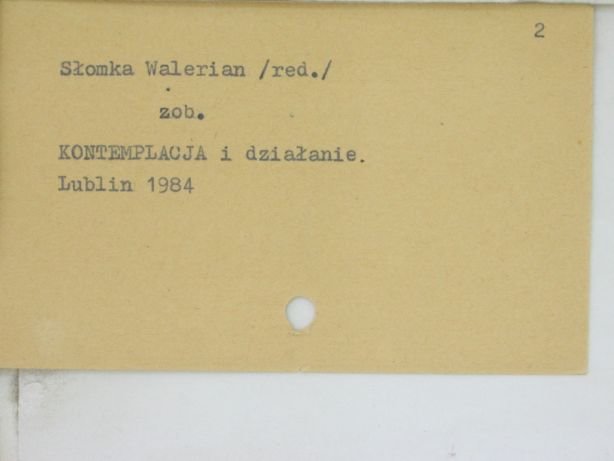 2
Słomka Walerian /red./
zob.
KONTEMPLACJA i działanie.
Lublin 1984